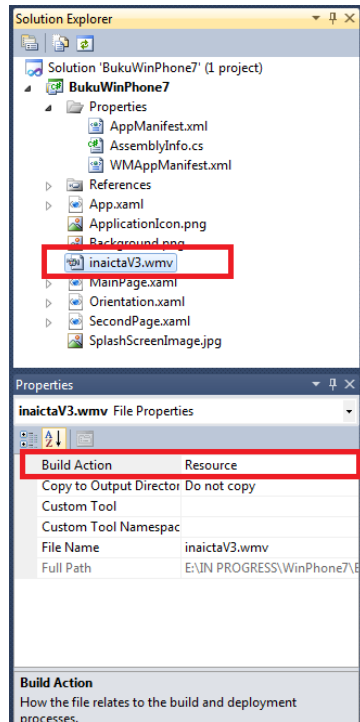 Solution Explorer
Solution 'BukuWinPhone7' (1 project)
BukuWinPhone7
Properties
AppManifest.xml
AssemblyInfo.cs
WMAppManifest.xml
References
App.xaml
ApplicationIcon.png
Background.png
inaictaV3.wmv
MainPage.xaml
Orientation.xaml
SecondPage.xaml
SplashScreenImage.jpg
Properties
inaictaV3.wmv File Properties
Build Action Resource
Copy to Output Director Do not copy
Custom Tool
Custom Tool Namespac
File Name inaictaV3.wmv
Full Path E:\IN PROGRESS\WinPhone7\E
Build Action
How the file relates to the build and deployment
processes.